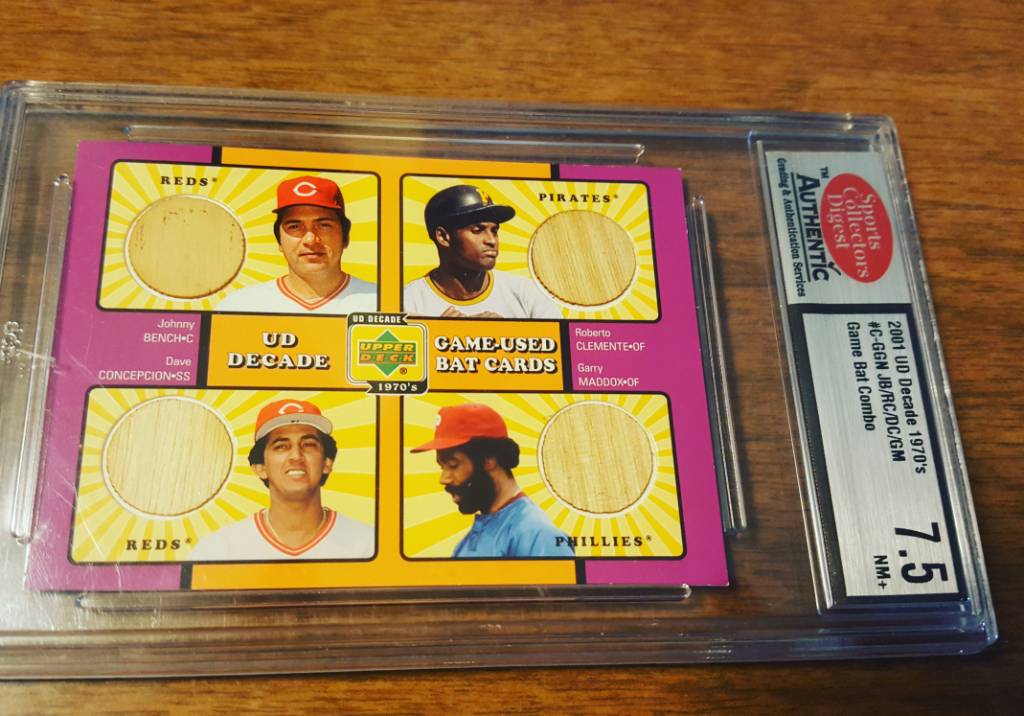 REDS®
PIRATES®
Johnny
BENCH•C
Dave
CONCEPCION•SS
UD
DECADE
UD DECADE
UPPER
DECK
®
1970's
GAME-USED
BAT CARDS
Roberto
CLEMENTE•OF
Garry
MADDOX•OF
REDS®
PHILLIES®
Sports
Collectors
Digest
™
AUTHENTIC
Grading & Authentication Services
2001 UD Decade 1970's
#C-GGN JB/RC/DC/GM
Game Bat Combo
7.5
NM+